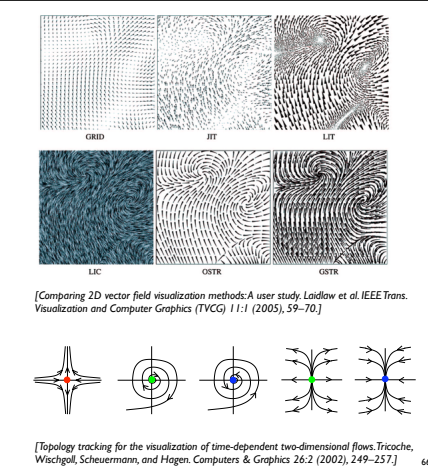 GRID JIT LIT
LIC OSTR GSTR
[Comparing 2D vector field visualization methods: A user study. Laidlaw et al. IEEE Trans.
Visualization and Computer Graphics (TVCG) 11:1 (2005), 59–70.]
[Topology tracking for the visualization of time-dependent two-dimensional flows. Tricoche,
Wischgoll, Scheuermann, and Hagen. Computers & Graphics 26:2 (2002), 249–257.]